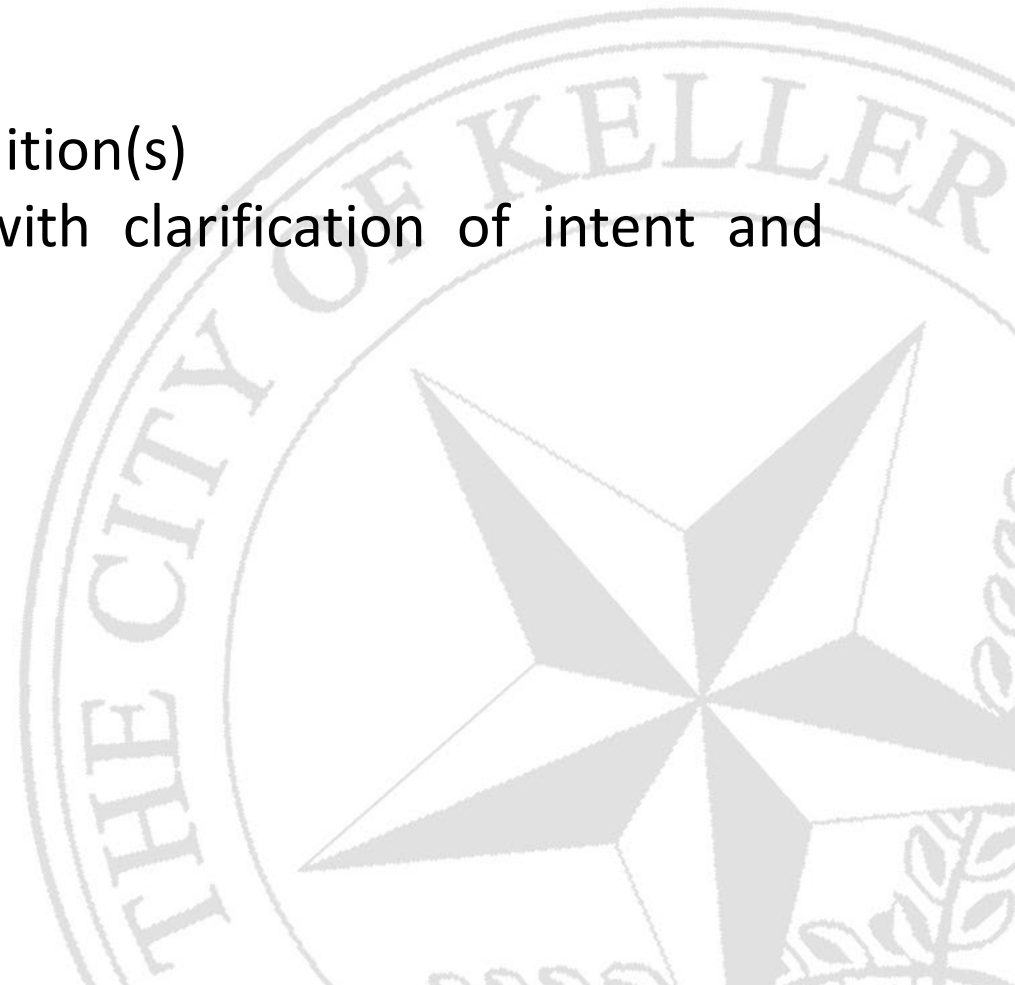 ition(s)
with clarification of intent and
THE CITY OF KELLER